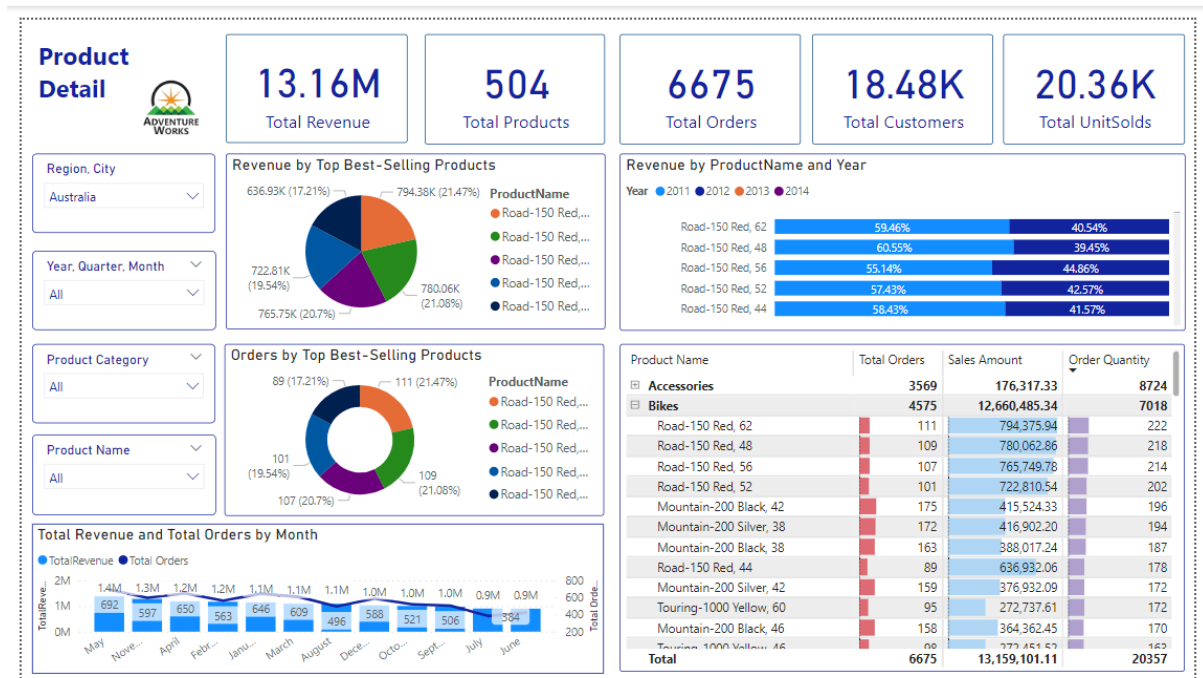 Product
Detail
ADVENTURE
WORKS
13.16M
Total Revenue
504
Total Products
6675
Total Orders
18.48K
Total Customers
20.36K
Total UnitSolds
Region, City
Australia
Year, Quarter, Month
All
Product Category
All
Product Name
All
Revenue by Top Best-Selling Products
636.93K (17.21%)
794.38K (21.47%)
722.81K
(19.54%)
780.06K
(21.08%)
765.75K (20.7%)
ProductName
Road-150 Red,...
Road-150 Red,...
Road-150 Red,...
Road-150 Red,...
Road-150 Red,...
Revenue by ProductName and Year
Year 2011 2012 2013 2014
Road-150 Red, 62 59.46% 40.54%
Road-150 Red, 48 60.55% 39.45%
Road-150 Red, 56 55.14% 44.86%
Road-150 Red, 52 57.43% 42.57%
Road-150 Red, 44 58.43% 41.57%
Orders by Top Best-Selling Products
89 (17.21%)
111 (21.47%)
101
(19.54%)
109
(21.08%)
107 (20.7%)
ProductName
Road-150 Red,...
Road-150 Red,...
Road-150 Red,...
Road-150 Red,...
Road-150 Red,...
Product Name Total Orders Sales Amount Order Quantity
Accessories 3569 176,317.33 8724
Bikes 4575 12,660,485.34 7018
Road-150 Red, 62 111 794,375.94 222
Road-150 Red, 48 109 780,062.86 218
Road-150 Red, 56 107 765,749.78 214
Road-150 Red, 52 101 722,810.54 202
Mountain-200 Black, 42 175 415,524.33 196
Mountain-200 Silver, 38 172 416,902.20 194
Mountain-200 Black, 38 163 388,017.24 187
Road-150 Red, 44 89 636,932.06 178
Mountain-200 Silver, 42 159 376,932.09 172
Touring-1000 Yellow, 60 95 272,737.61 172
Mountain-200 Black, 46 158 364,362.45 170
Touring-1000 Yellow, 46 98 272,451.52 163
Total 6675 13,159,101.11 20357
Total Revenue and Total Orders by Month
TotalRevenue Total Orders
TotalReve...
2M
1M
0M
1.4M 1.3M 1.2M 1.2M 1.1M 1.1M 1.1M 1.0M 1.0M 1.0M 0.9M 0.9M
692 597 650 563 646 609 496 588 521 506 384
May Nove... April Febr... Janu... March August Dece... Octo... Sept... July June
800
600
400
200
Total Orde...